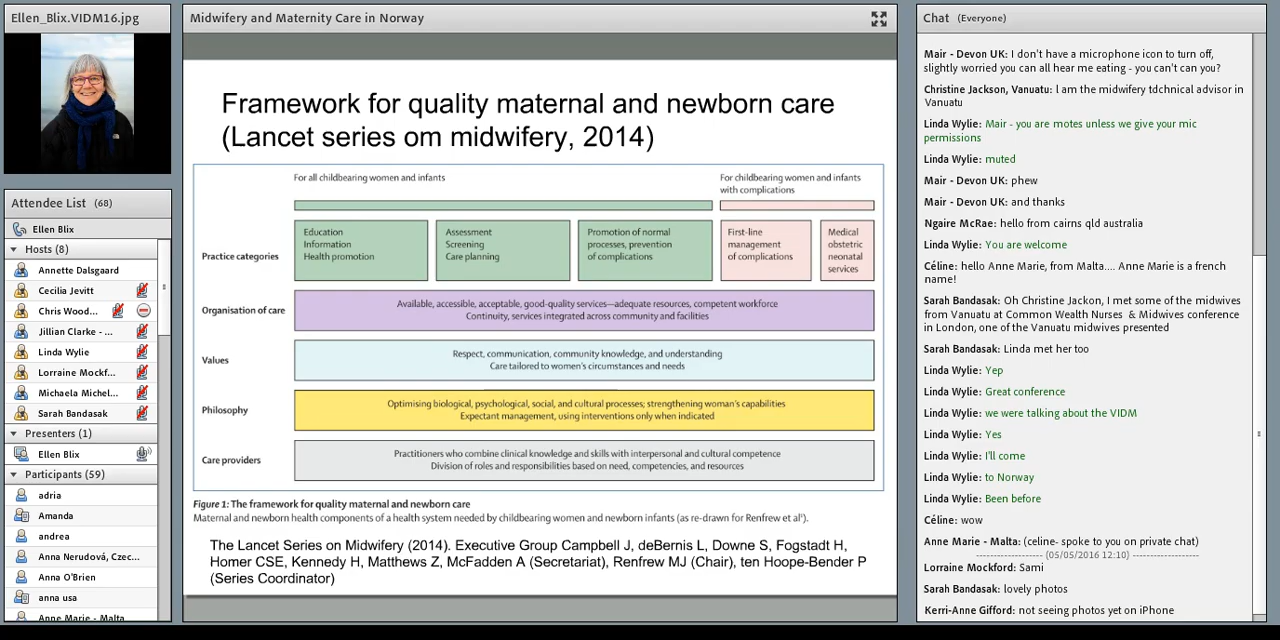 Ellen_Blix.VIDM16.jpg
Attendee List (68)
Ellen Blix
Hosts (8)
Annette Dalsgaard
Cecilia Jevitt
Chris Wood...
Jillian Clarke - ...
Linda Wylie
Lorraine Mockf...
Michaela Michel...
Sarah Bandasak
Presenters (1)
Ellen Blix
Participants (59)
adria
Amanda
andrea
Anna Nerudová, Czec...
Anna O'Brien
anna usa
Anne Marie - Malta
Midwifery and Maternity Care in Norway
Framework for quality maternal and newborn care
(Lancet series om midwifery, 2014)
For all childbearing women and infants
For childbearing women and infants
with complications
Practice categories
Education
Information
Health promotion
Assessment
Screening
Care planning
Promotion of normal
processes, prevention
of complications
First-line
management
of complications
Medical
obstetric
neonatal
services
Organisation of care
Available, accessible, acceptable, good-quality services—adequate resources, competent workforce
Continuity, services integrated across community and facilities
Values
Respect, communication, community knowledge, and understanding
Care tailored to women's circumstances and needs
Philosophy
Optimising biological, psychological, social, and cultural processes; strengthening woman's capabilities
Expectant management, using interventions only when indicated
Care providers
Practitioners who combine clinical knowledge and skills with interpersonal and cultural competence
Division of roles and responsibilities based on need, competencies, and resources
Figure 1: The framework for quality maternal and newborn care
Maternal and newborn health components of a health system needed by childbearing women and newborn infants (as re-drawn for Renfrew et al¹).
The Lancet Series on Midwifery (2014). Executive Group Campbell J, deBernis L, Downe S, Fogstadt H,
Homer CSE, Kennedy H, Matthews Z, McFadden A (Secretariat), Renfrew MJ (Chair), ten Hoope-Bender P
(Series Coordinator)
Chat (Everyone)
Mair - Devon UK: I don't have a microphone icon to turn off,
slightly worried you can all hear me eating - you can't can you?
Christine Jackson, Vanuatu: l am the midwifery tdchnical advisor in
Vanuatu
Linda Wylie: Mair - you are motes unless we give your mic
permissions
Linda Wylie: muted
Mair - Devon UK: phew
Mair - Devon UK: and thanks
Ngaire McRae: hello from cairns qld australia
Linda Wylie: You are welcome
Céline: hello Anne Marie, from Malta.... Anne Marie is a french
name!
Sarah Bandasak: Oh Christine Jackon, I met some of the midwives
from Vanuatu at Common Wealth Nurses & Midwives conference
in London, one of the Vanuatu midwives presented
Sarah Bandasak: Linda met her too
Linda Wylie: Yep
Linda Wylie: Great conference
Linda Wylie: we were talking about the VIDM
Linda Wylie: Yes
Linda Wylie: I'll come
Linda Wylie: to Norway
Linda Wylie: Been before
Céline: wow
Anne Marie - Malta: (celine- spoke to you on private chat)
(05/05/2016 12:10)
Lorraine Mockford: Sami
Sarah Bandasak: lovely photos
Kerri-Anne Gifford: not seeing photos yet on iPhone